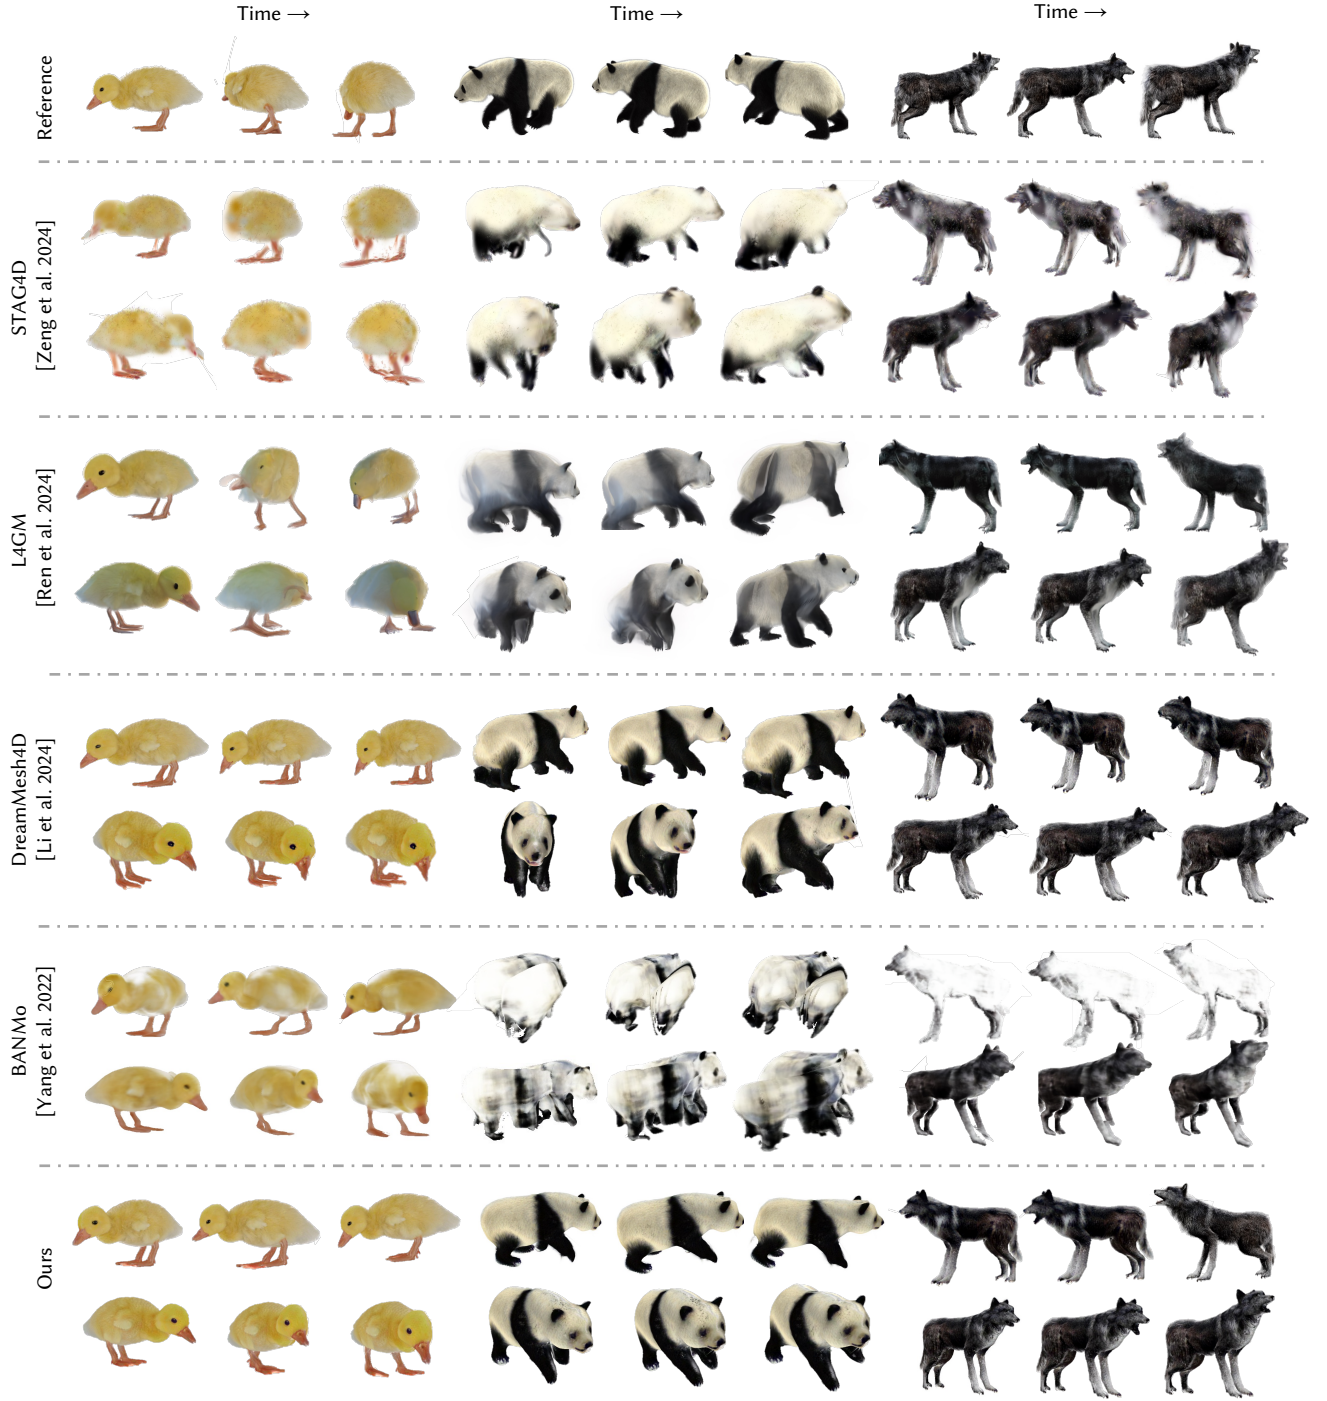 Time →
Time →
Time →
Reference
STAG4D
[Zeng et al. 2024]
L4GM
[Ren et al. 2024]
DreamMesh4D
[Li et al. 2024]
BANMo
[Yang et al. 2022]
Ours